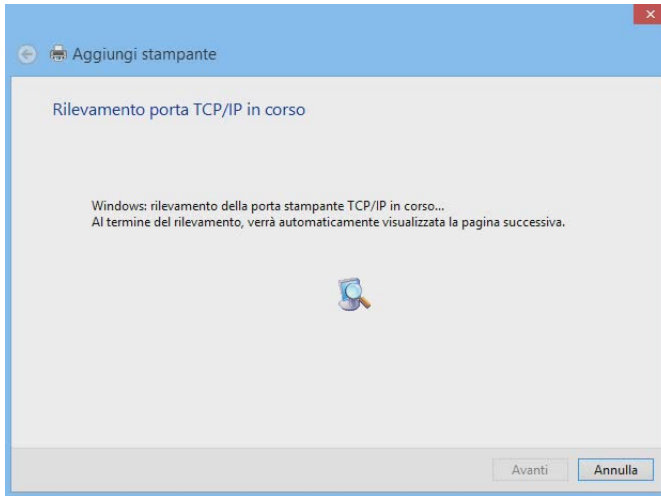 Aggiungi stampante
Rilevamento porta TCP/IP in corso
Windows: rilevamento della porta stampante TCP/IP in corso...
Al termine del rilevamento, verrà automaticamente visualizzata la pagina successiva.
Avanti
Annulla